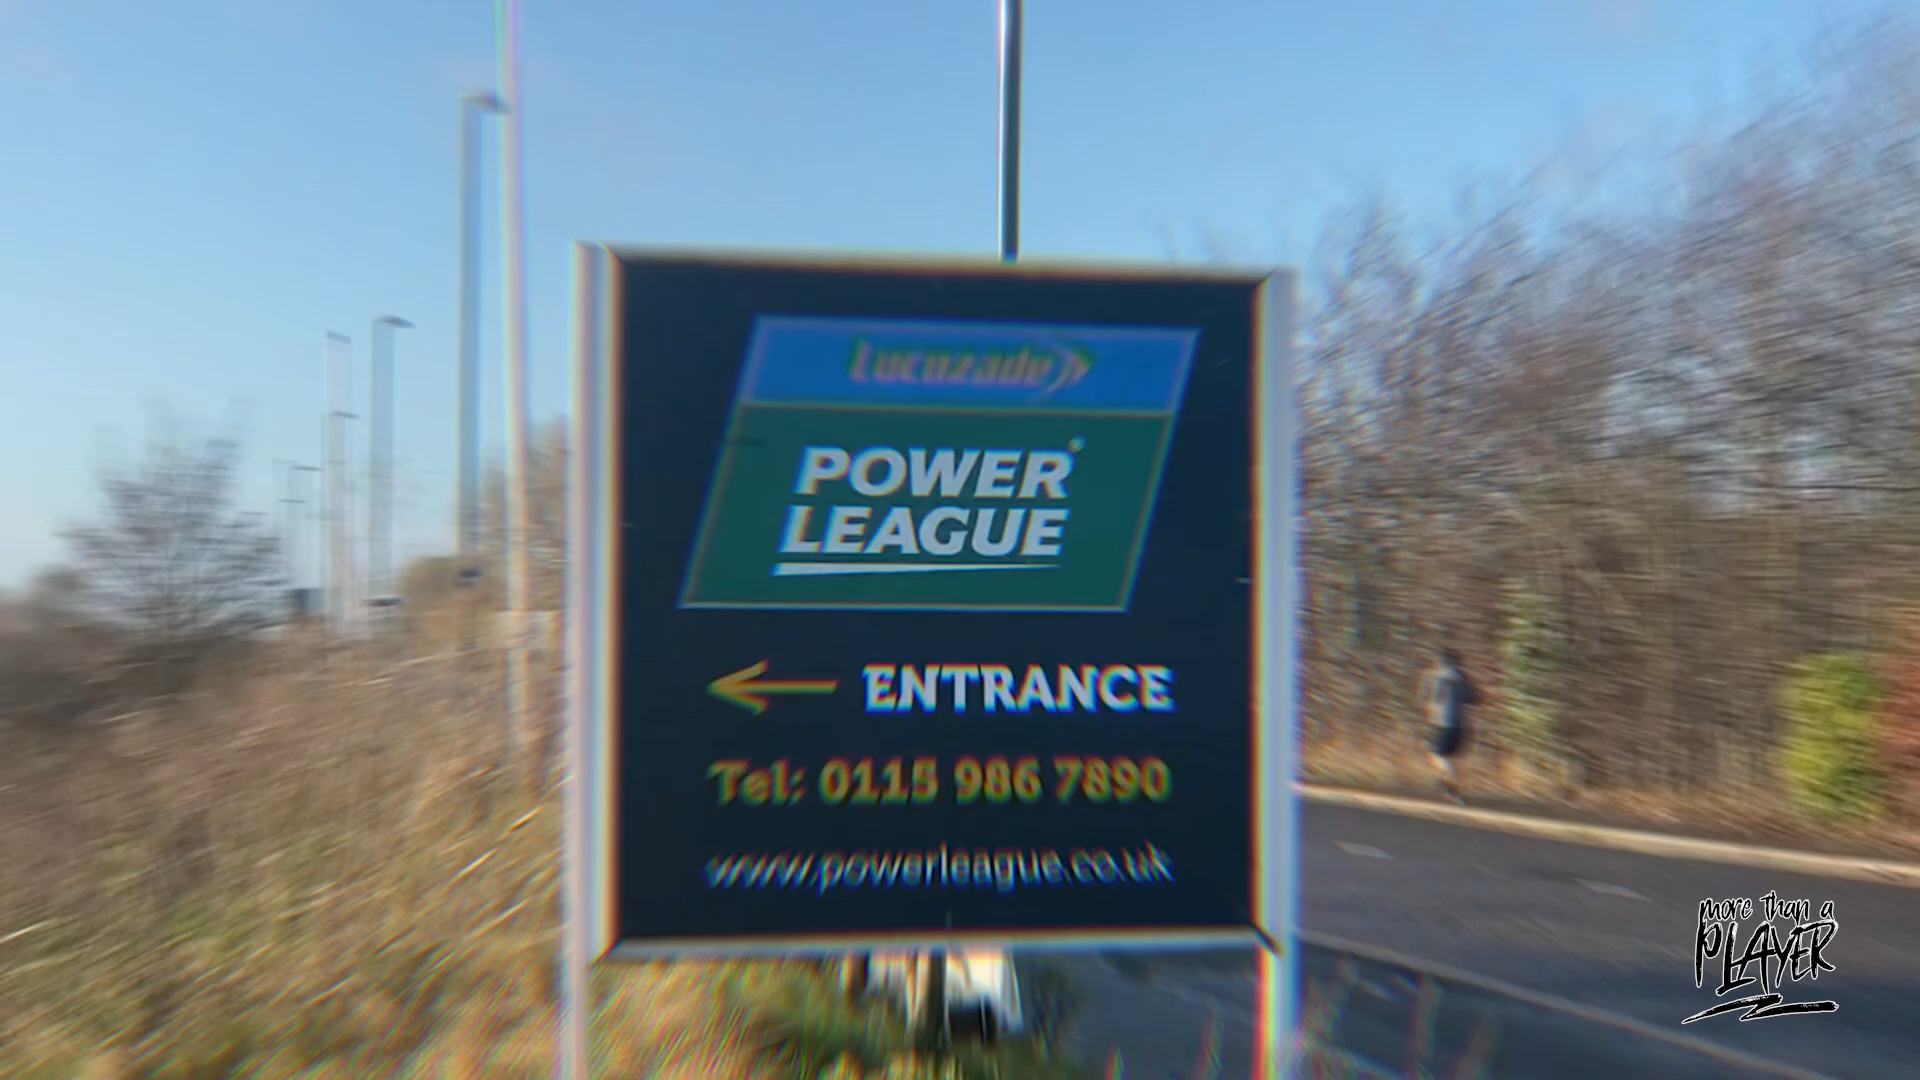 Lucozade
POWER
LEAGUE
ENTRANCE
Tel: 0115 986 7890
www.powerleague.co.uk
more than a
PLAYER